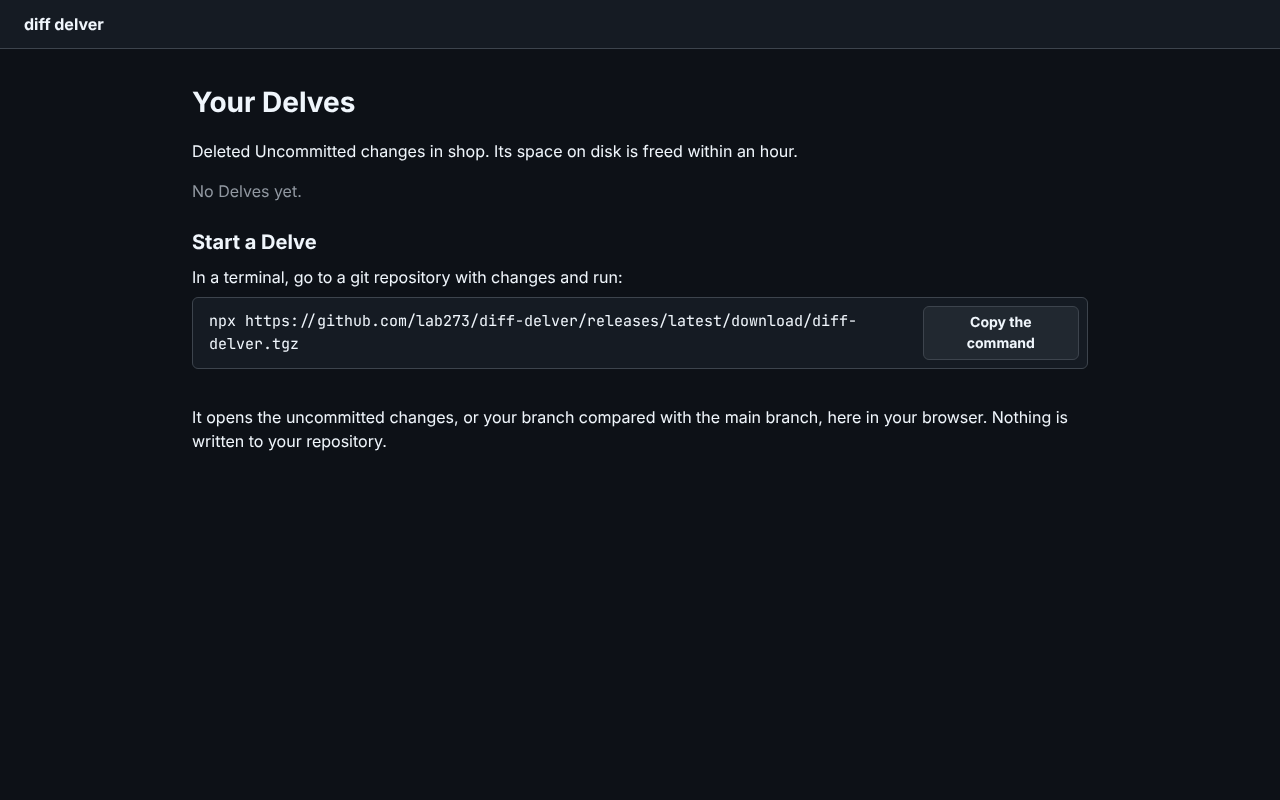 diff delver
Your Delves
Deleted Uncommitted changes in shop. Its space on disk is freed within an hour.
No Delves yet.
Start a Delve
In a terminal, go to a git repository with changes and run:
npx https://github.com/lab273/diff-delver/releases/latest/download/diff-
delver.tgz
Copy the
command
It opens the uncommitted changes, or your branch compared with the main branch, here in your browser. Nothing is
written to your repository.